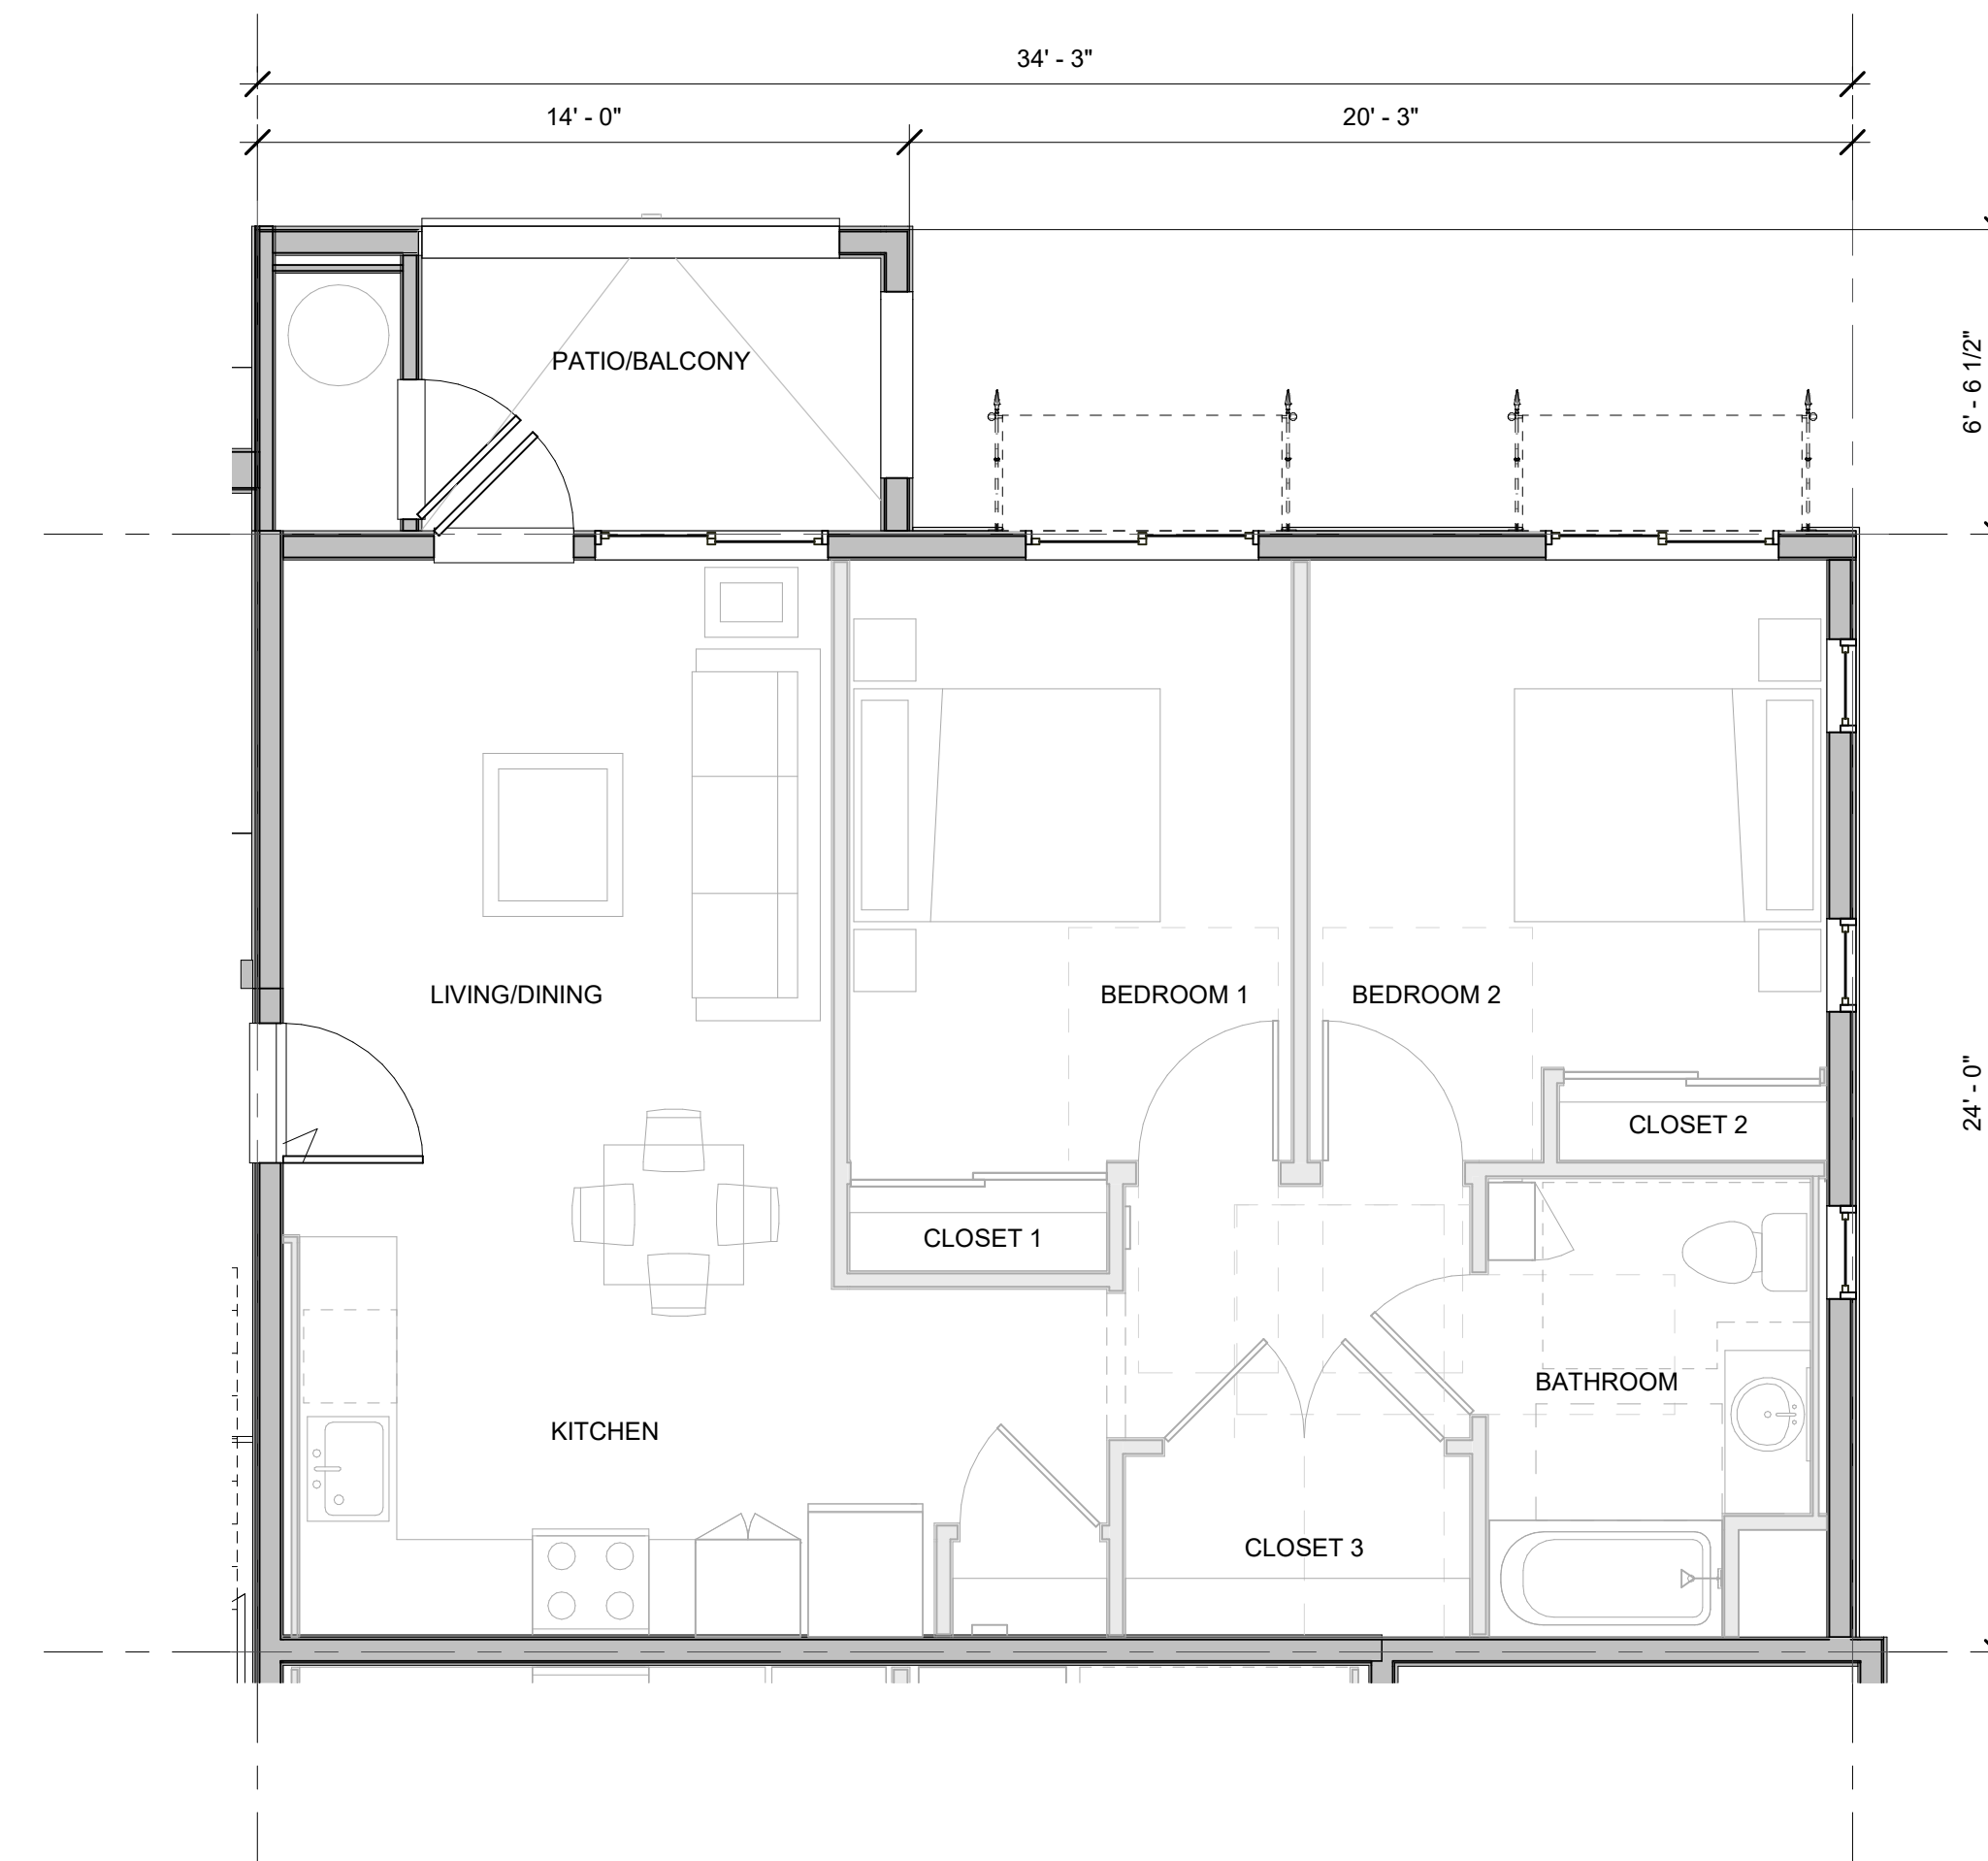 34' - 3"
14' - 0"
20' - 3"
6' - 6 1/2"
PATIO/BALCONY
LIVING/DINING
BEDROOM 1
BEDROOM 2
24' - 0"
CLOSET 2
CLOSET 1
BATHROOM
KITCHEN
CLOSET 3